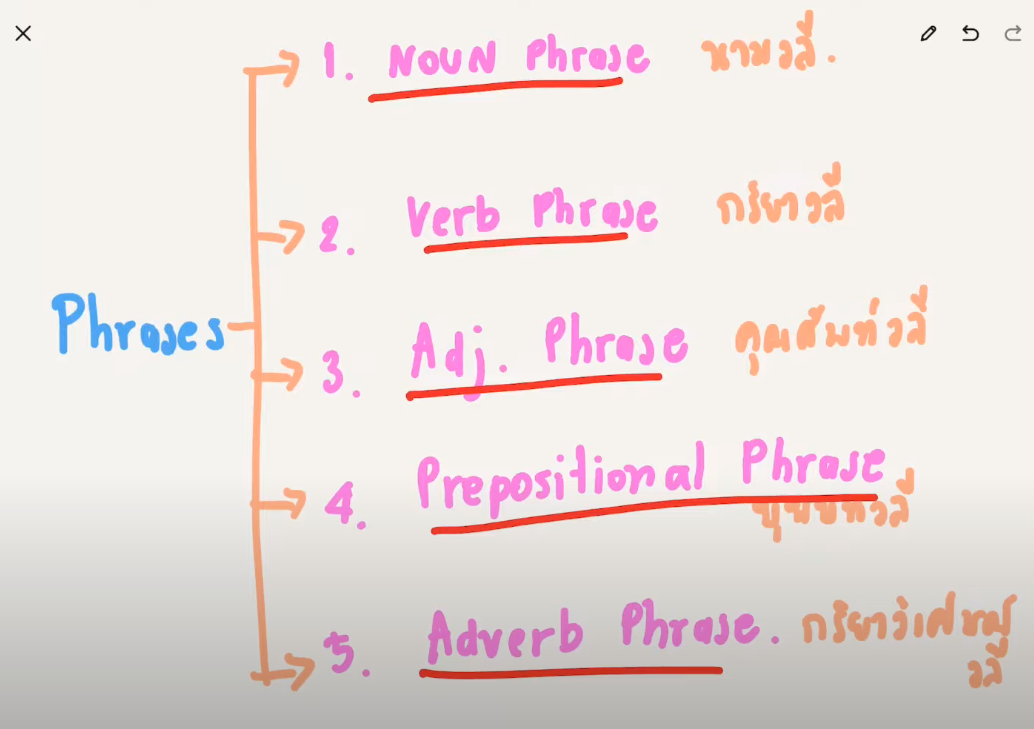 1. Noun Phrase นามวลี.
2. Verb Phrase กริยาวลี
Phrases
3. Adj. Phrase คุณศัพท์วลี
4. Prepositional Phrase
บุพบทวลี
5. Adverb Phrase. กริยาวิเศษณ์
วลี